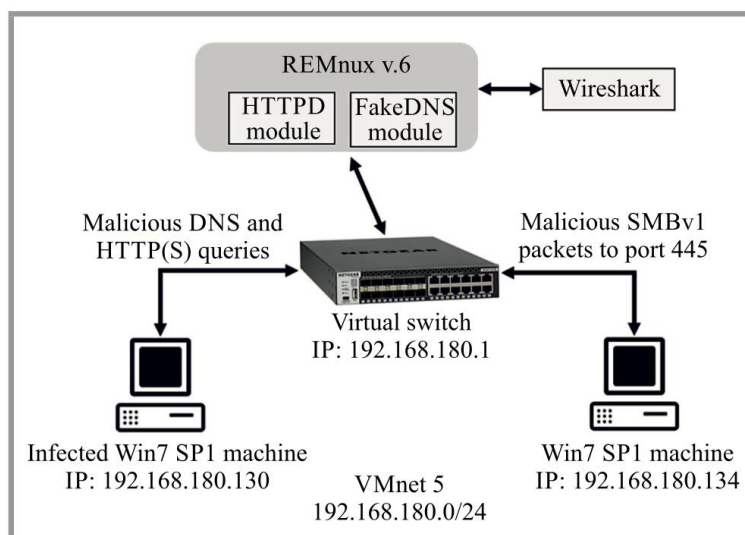 REMnux v.6
HTTPD
module
FakeDNS
module
Wireshark
Malicious DNS and
HTTP(S) queries
Malicious SMBv1
packets to port 445
NETGEAR
Virtual switch
IP: 192.168.180.1
Infected Win7 SP1 machine
IP: 192.168.180.130
Win7 SP1 machine
IP: 192.168.180.134
VMnet 5
192.168.180.0/24